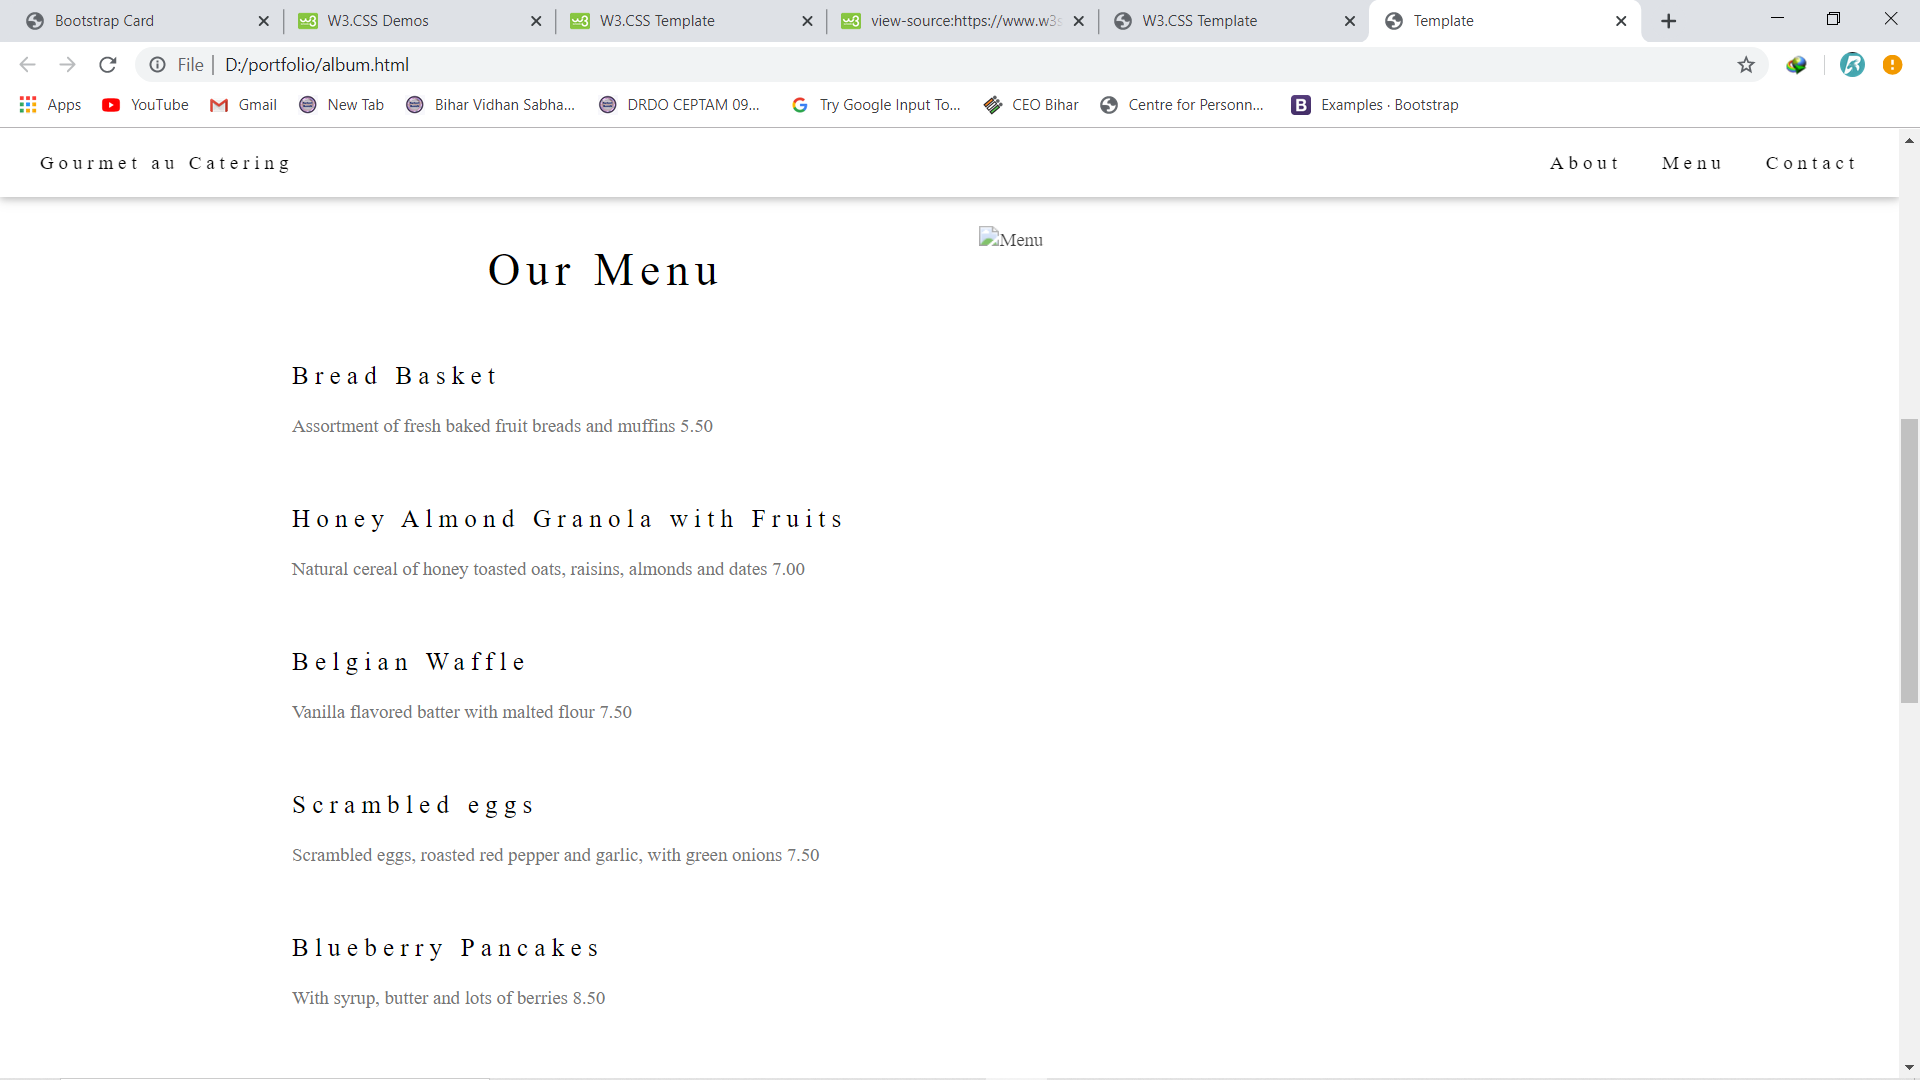 Bootstrap Card
W3.CSS Demos
W3.CSS Template
view-source:https://www.w3s
W3.CSS Template
Template
File | D:/portfolio/album.html
Apps
YouTube
Gmail
New Tab
Bihar Vidhan Sabha...
DRDO CEPTAM 09...
Try Google Input To...
CEO Bihar
Centre for Personn...
B
Examples · Bootstrap
Gourmet au Catering
About
Menu
Contact
Our Menu
Menu
Bread Basket
Assortment of fresh baked fruit breads and muffins 5.50
Honey Almond Granola with Fruits
Natural cereal of honey toasted oats, raisins, almonds and dates 7.00
Belgian Waffle
Vanilla flavored batter with malted flour 7.50
Scrambled eggs
Scrambled eggs, roasted red pepper and garlic, with green onions 7.50
Blueberry Pancakes
With syrup, butter and lots of berries 8.50